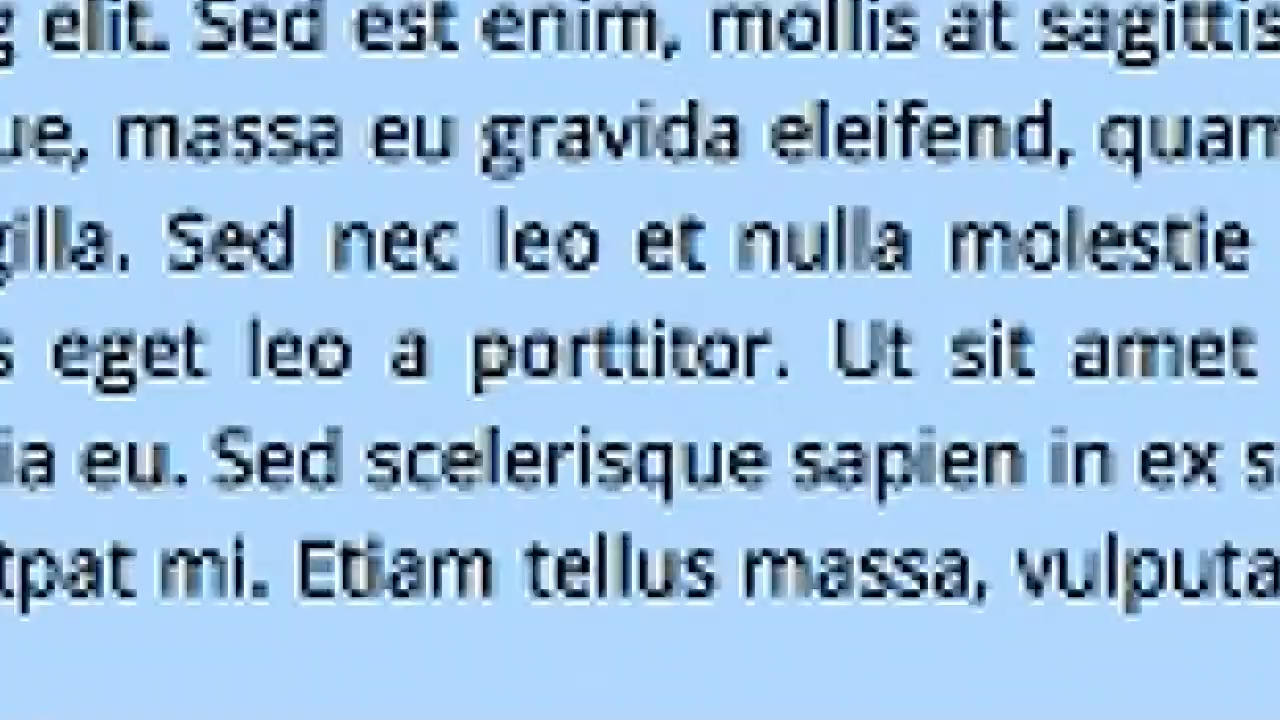 g elit. Sed est enim, mollis at sagittis
ue, massa eu gravida eleifend, quam
gilla. Sed nec leo et nulla molestie
s eget leo a porttitor. Ut sit amet
ia eu. Sed scelerisque sapien in ex s
tpat mi. Etiam tellus massa, vulputa